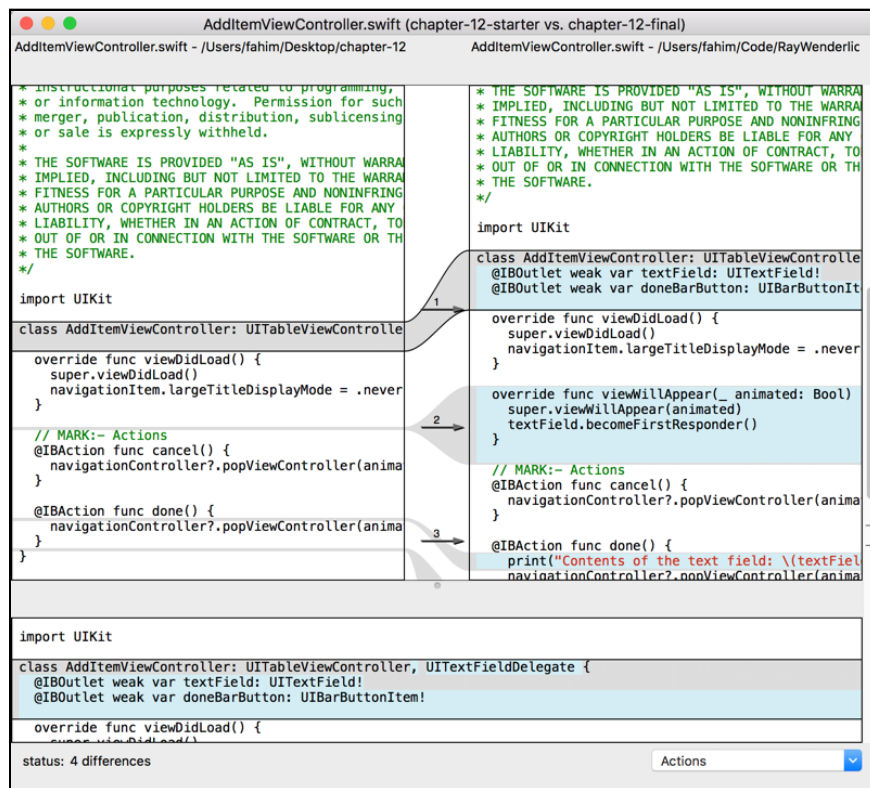 AddItemViewController.swift (chapter-12-starter vs. chapter-12-final)
AddItemViewController.swift - /Users/fahim/Desktop/chapter-12
* instructional purposes related to programming,
* or information technology.  Permission for such
* merger, publication, distribution, sublicensing
* or sale is expressly withheld.
*
* THE SOFTWARE IS PROVIDED "AS IS", WITHOUT WARRA
* IMPLIED, INCLUDING BUT NOT LIMITED TO THE WARRA
* FITNESS FOR A PARTICULAR PURPOSE AND NONINFRING
* AUTHORS OR COPYRIGHT HOLDERS BE LIABLE FOR ANY
* LIABILITY, WHETHER IN AN ACTION OF CONTRACT, TO
* OUT OF OR IN CONNECTION WITH THE SOFTWARE OR TH
* THE SOFTWARE.
*/
import UIKit
class AddItemViewController: UITableViewControlle
override func viewDidLoad() {
super.viewDidLoad()
navigationItem.largeTitleDisplayMode = .never
}
// MARK:- Actions
@IBAction func cancel() {
navigationController?.popViewController(anima
}
@IBAction func done() {
navigationController?.popViewController(anima
}
}
1
2
3
AddItemViewController.swift - /Users/fahim/Code/RayWenderlic
* THE SOFTWARE IS PROVIDED "AS IS", WITHOUT WARRA
* IMPLIED, INCLUDING BUT NOT LIMITED TO THE WARRA
* FITNESS FOR A PARTICULAR PURPOSE AND NONINFRING
* AUTHORS OR COPYRIGHT HOLDERS BE LIABLE FOR ANY
* LIABILITY, WHETHER IN AN ACTION OF CONTRACT, TO
* OUT OF OR IN CONNECTION WITH THE SOFTWARE OR TH
* THE SOFTWARE.
*/
import UIKit
class AddItemViewController: UITableViewControlle
@IBOutlet weak var textField: UITextField!
@IBOutlet weak var doneBarButton: UIBarButtonIte
override func viewDidLoad() {
super.viewDidLoad()
navigationItem.largeTitleDisplayMode = .never
}
override func viewWillAppear(_ animated: Bool)
super.viewWillAppear(animated)
textField.becomeFirstResponder()
}
// MARK:- Actions
@IBAction func cancel() {
navigationController?.popViewController(anima
}
@IBAction func done() {
print("Contents of the text field: \(textFiel
navigationController?.popViewController(anima
import UIKit
class AddItemViewController: UITableViewController, UITextFieldDelegate {
@IBOutlet weak var textField: UITextField!
@IBOutlet weak var doneBarButton: UIBarButtonItem!
override func viewDidLoad() {
super.viewDidLoad()
status: 4 differences
Actions